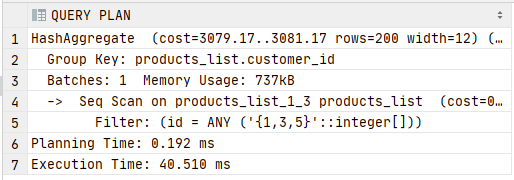 QUERY PLAN
1 HashAggregate (cost=3079.17..3081.17 rows=200 width=12) (…
2 Group Key: products_list.customer_id
3 Batches: 1 Memory Usage: 737kB
4 -> Seq Scan on products_list_1_3 products_list (cost=0…
5 Filter: (id = ANY ('{1,3,5}'::integer[]))
6 Planning Time: 0.192 ms
7 Execution Time: 40.510 ms